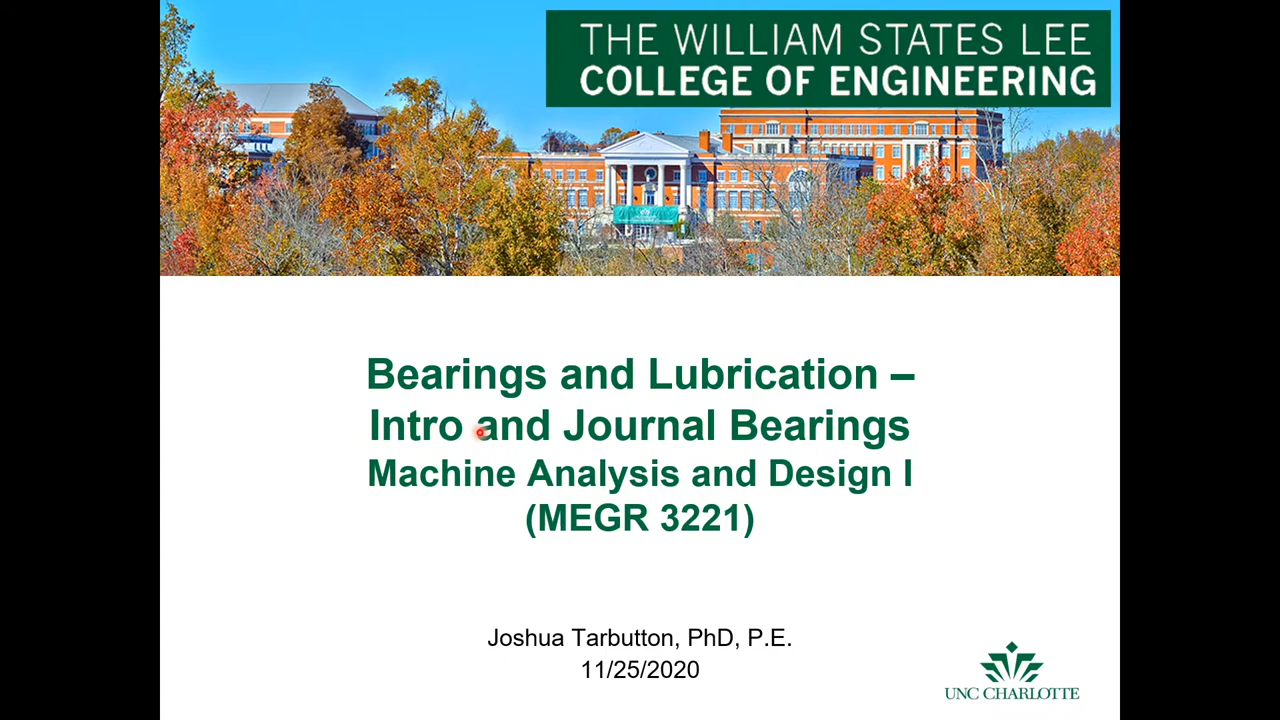 THE WILLIAM STATES LEE
COLLEGE OF ENGINEERING
Bearings and Lubrication –
Intro and Journal Bearings
Machine Analysis and Design I
(MEGR 3221)
Joshua Tarbutton, PhD, P.E.
11/25/2020
UNC CHARLOTTE